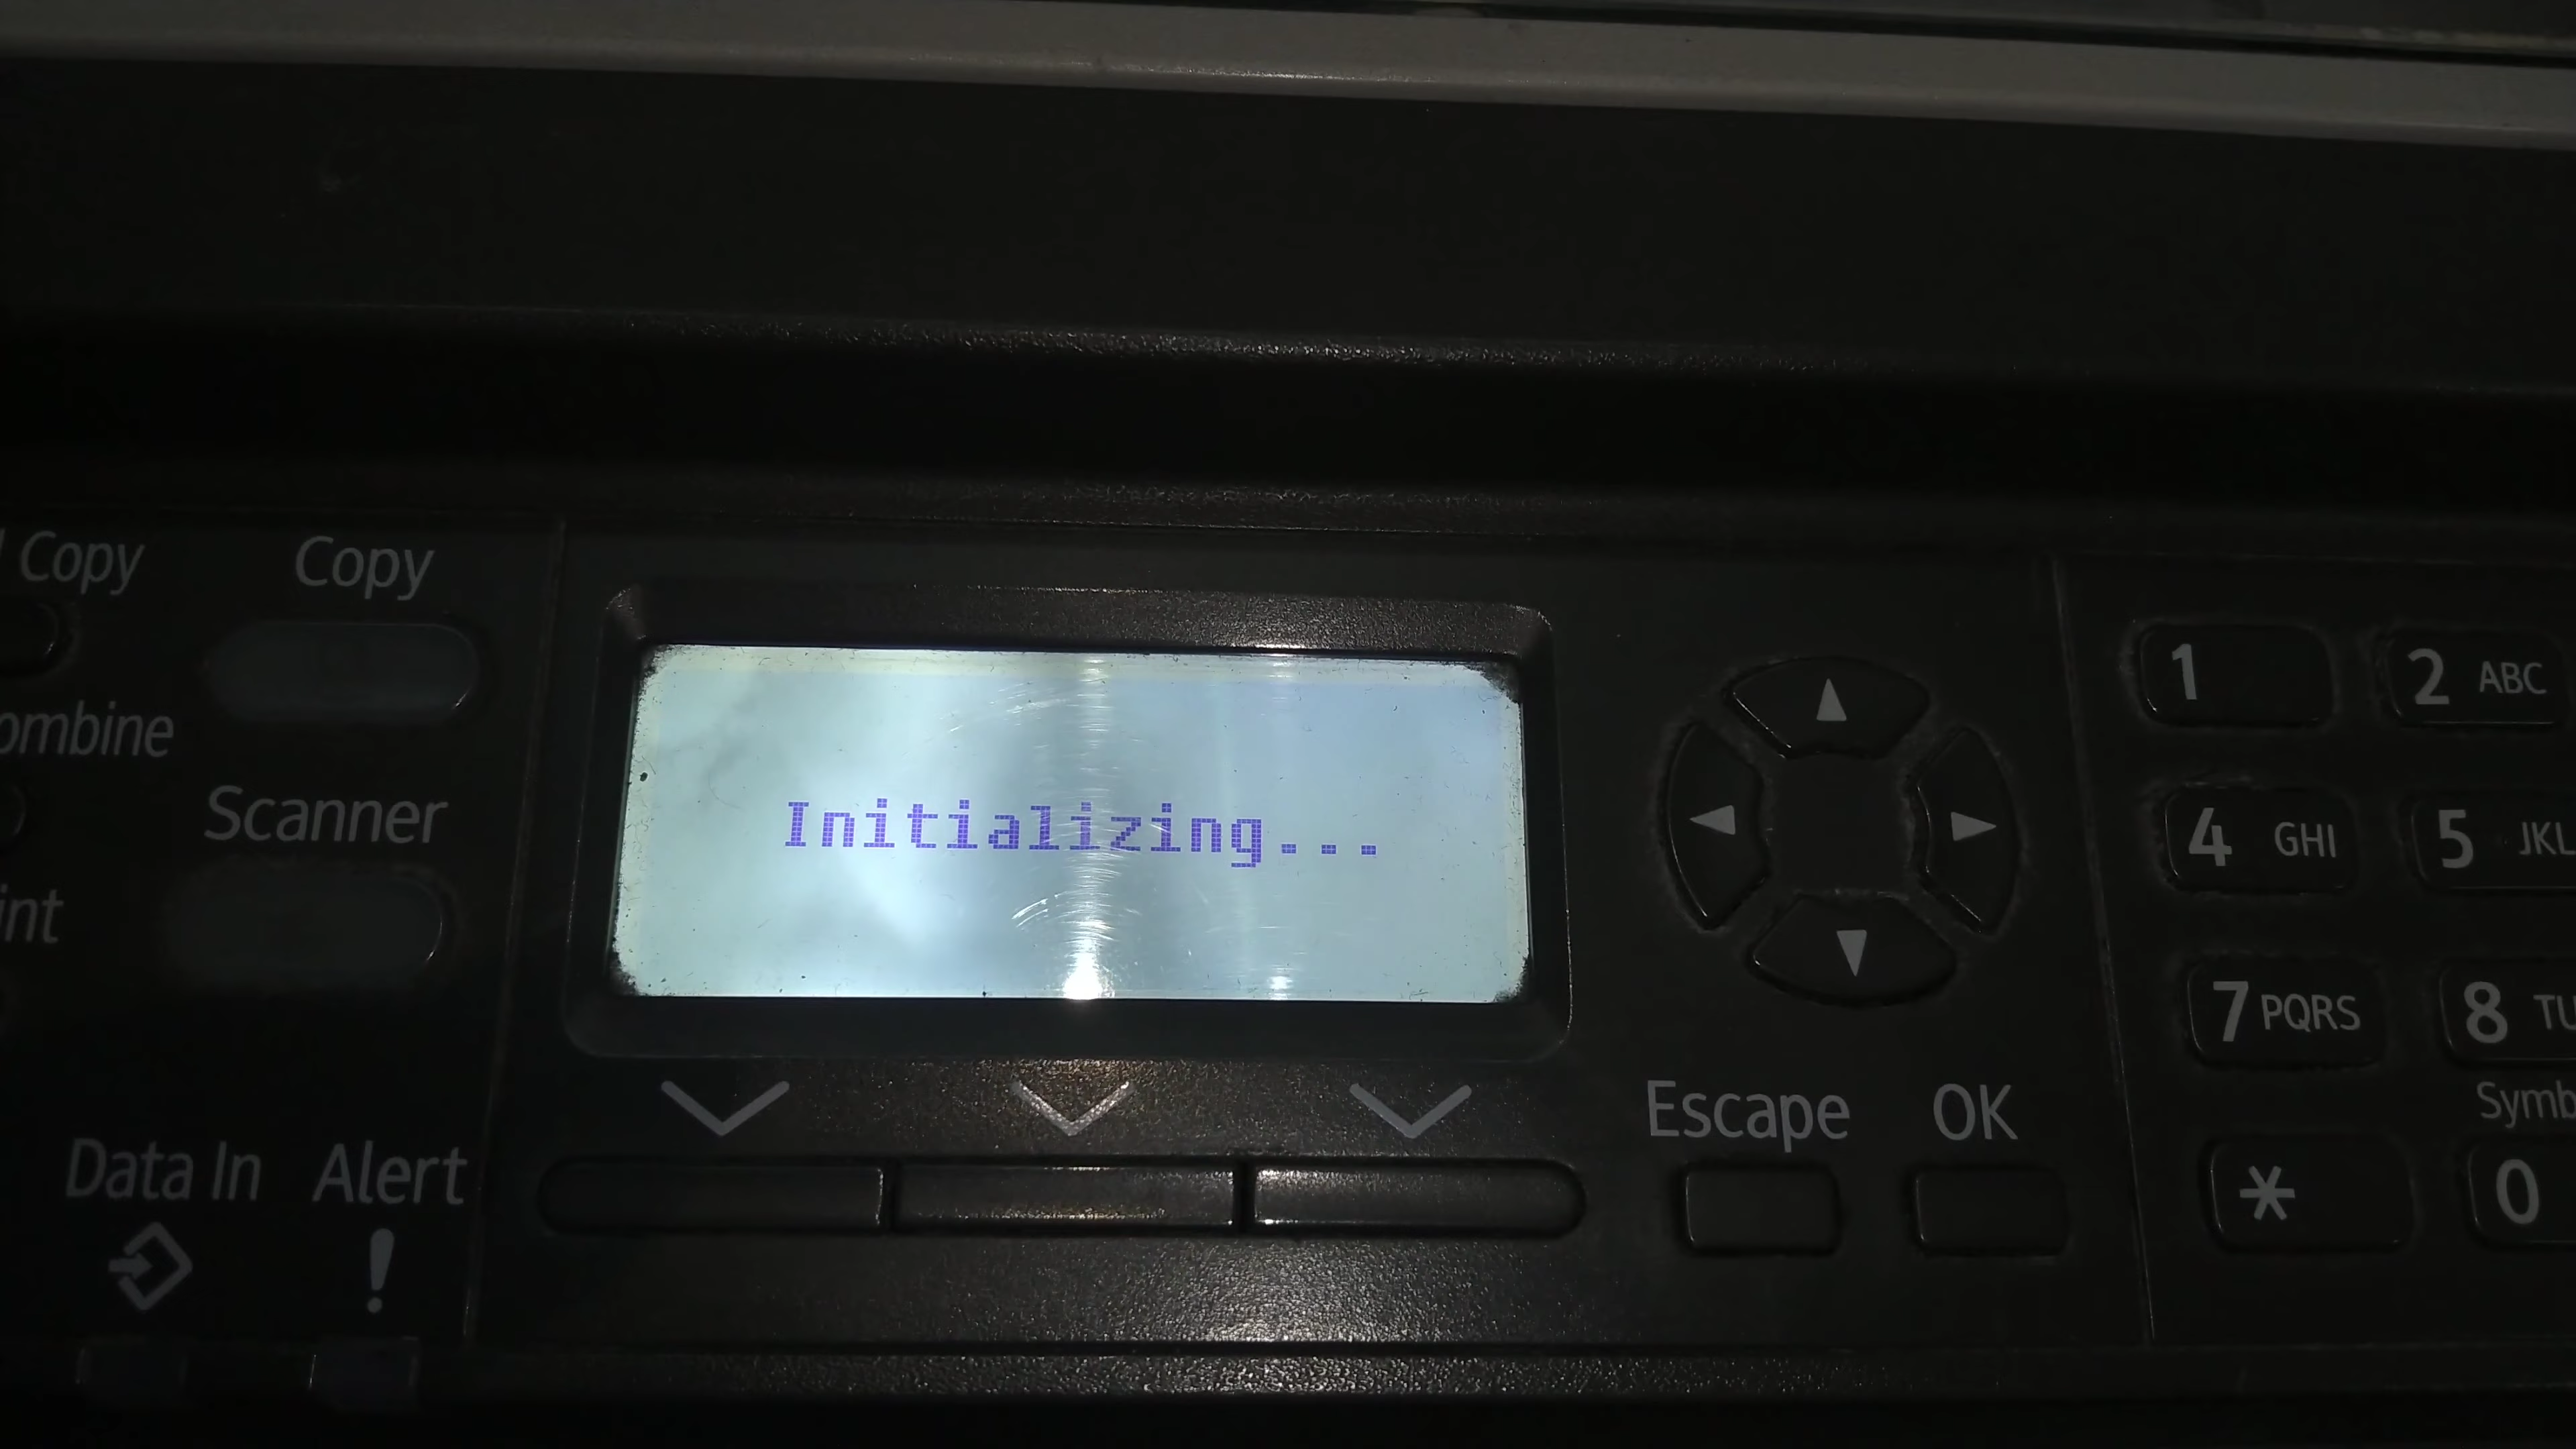 Copy
Copy
ombine
Scanner
int
Data In
Alert
!
Initializing...
Escape
OK
1
2 ABC
4 GHI
5 JKL
7 PQRS
8 TU
Symb
*
0